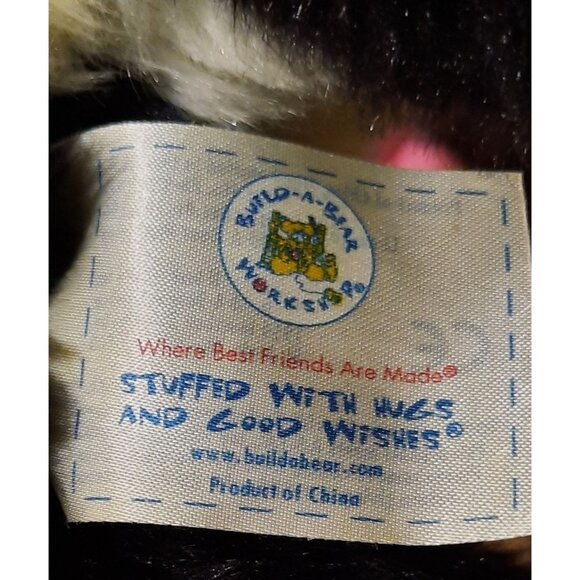 BUILD-A-BEAR
WORKSHOP®
Where Best Friends Are Made®
STUFFED WITH HUGS
AND GOOD WISHES®
www.buildabear.com
Product of China